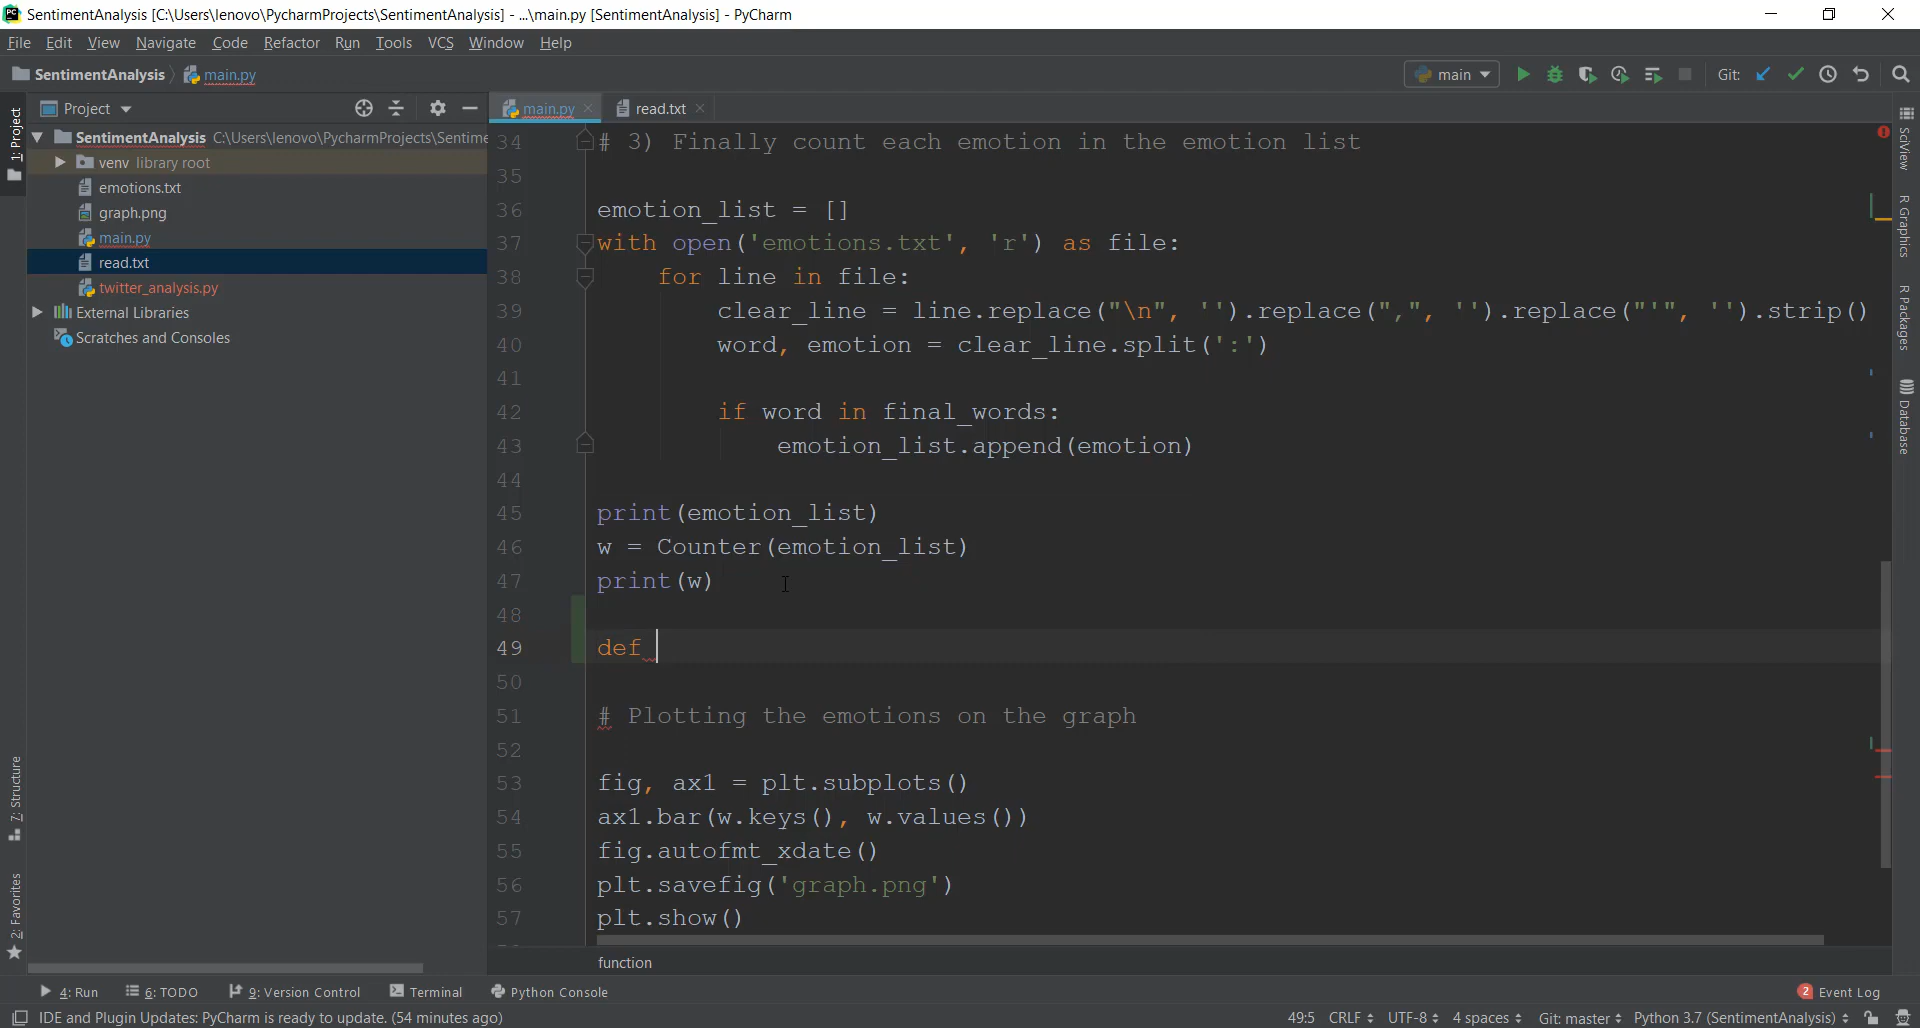 SentimentAnalysis [C:\Users\lenovo\PycharmProjects\SentimentAnalysis] - ...\main.py [SentimentAnalysis] - PyCharm
File Edit View Navigate Code Refactor Run Tools VCS Window Help
SentimentAnalysis main.py main Git:
Project main.py read.txt
SentimentAnalysis C:\Users\lenovo\PycharmProjects\Sentime
venv library root
emotions.txt
graph.png
main.py
read.txt
twitter_analysis.py
External Libraries
Scratches and Consoles
1: Project
7: Structure
2: Favorites
34 # 3) Finally count each emotion in the emotion list
35
36 emotion_list = []
37 with open('emotions.txt', 'r') as file:
38 for line in file:
39 clear_line = line.replace("\n", '').replace(",", '').replace("'", '').strip()
40 word, emotion = clear_line.split(':')
41
42 if word in final_words:
43 emotion_list.append(emotion)
44
45 print(emotion_list)
46 w = Counter(emotion_list)
47 print(w)
48
49 def
50
51 # Plotting the emotions on the graph
52
53 fig, ax1 = plt.subplots()
54 ax1.bar(w.keys(), w.values())
55 fig.autofmt_xdate()
56 plt.savefig('graph.png')
57 plt.show()
function
SciView
R Graphics
R Packages
Database
4: Run 6: TODO 9: Version Control Terminal Python Console 2 Event Log
IDE and Plugin Updates: PyCharm is ready to update. (54 minutes ago) 49:5 CRLF UTF-8 4 spaces Git: master Python 3.7 (SentimentAnalysis)